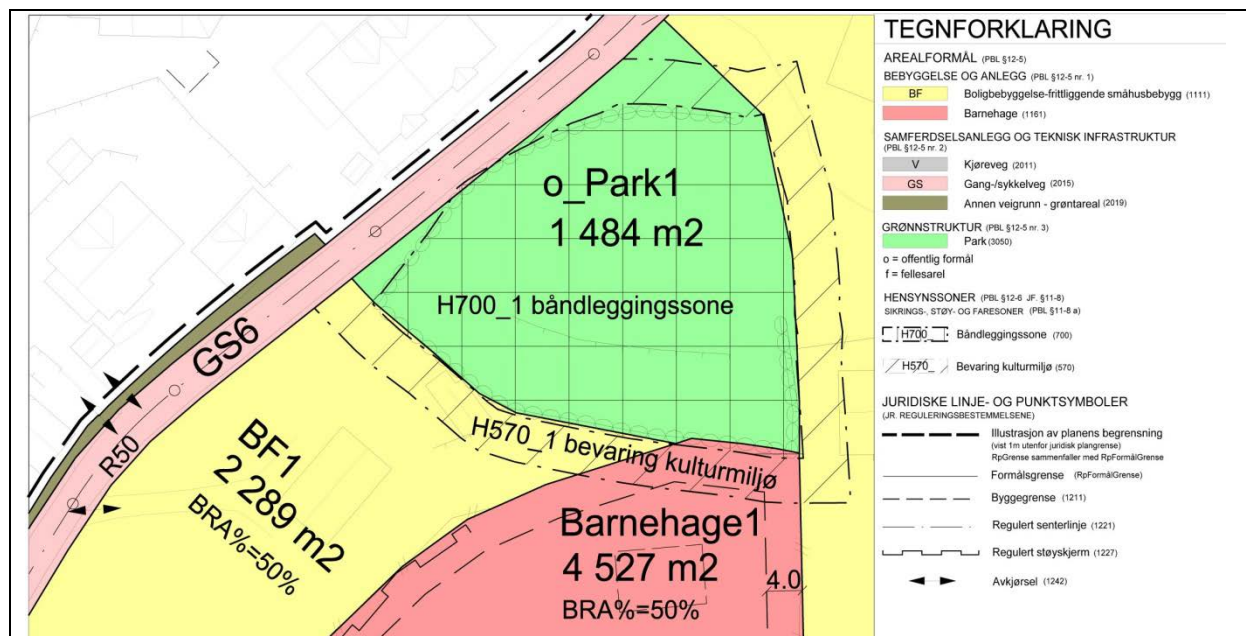 o_Park1
1 484 m2
H700_1 båndleggingssone
GS6
R50
H570_1 bevaring kulturmiljø
BF1
2 289 m2
BRA%=50%
Barnehage1
4 527 m2
BRA%=50%
4.0
TEGNFORKLARING
AREALFORMÅL (PBL §12-5)
BEBYGGELSE OG ANLEGG (PBL §12-5 nr. 1)
BF Boligbebyggelse-frittliggende småhusbebygg (1111)
Barnehage (1161)
SAMFERDSELSANLEGG OG TEKNISK INFRASTRUKTUR
(PBL §12-5 nr. 2)
V Kjøreveg (2011)
GS Gang-/sykkelveg (2015)
Annen veigrunn - grøntareal (2019)
GRØNNSTRUKTUR (PBL §12-5 nr. 3)
Park (3050)
o = offentlig formål
f = fellesarel
HENSYNSSONER (PBL §12-6 JF. §11-8)
SIKRINGS-, STØY- OG FARESONER (PBL §11-8 a)
H700_ Båndleggingssone (700)
H570_ Bevaring kulturmiljø (570)
JURIDISKE LINJE- OG PUNKTSYMBOLER
(JR. REGULERINGSBESTEMMELSENE)
Illustrasjon av planens begrensning
(vist 1m utenfor juridisk plangrense)
RpGrense sammenfaller med RpFormålGrense
Formålsgrense (RpFormålGrense)
Byggegrense (1211)
Regulert senterlinje (1221)
Regulert støyskjerm (1227)
Avkjørsel (1242)